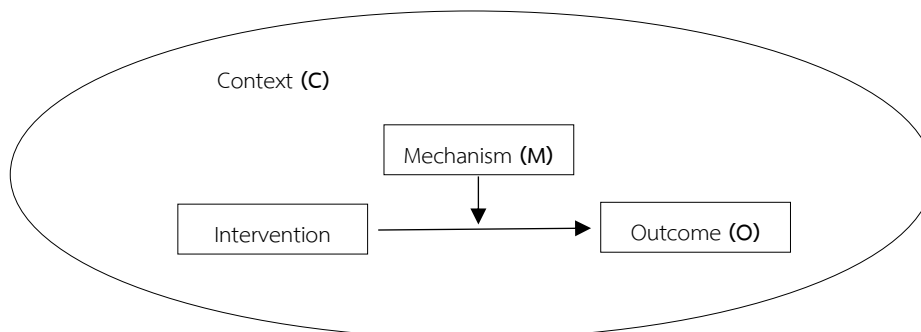 Context (C)
Mechanism (M)
Intervention
Outcome (O)